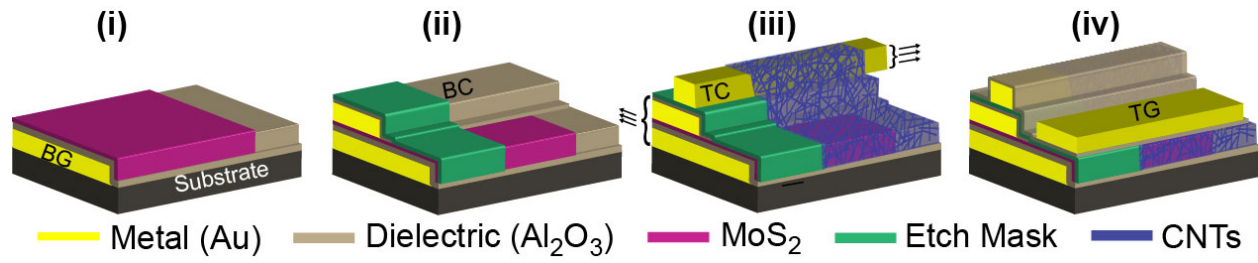 (i) (ii) (iii) (iv)
BC
TC
TG
BG
Substrate
Metal (Au) Dielectric (Al₂O₃) MoS₂ Etch Mask CNTs